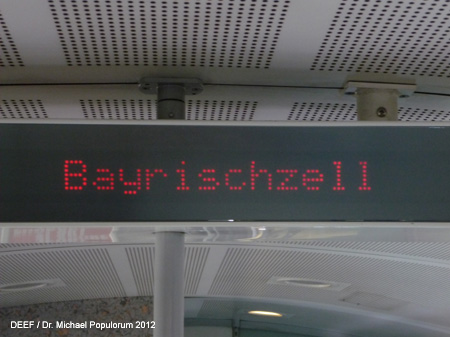 Bayrischzell
DEEF / Dr. Michael Populorum 2012